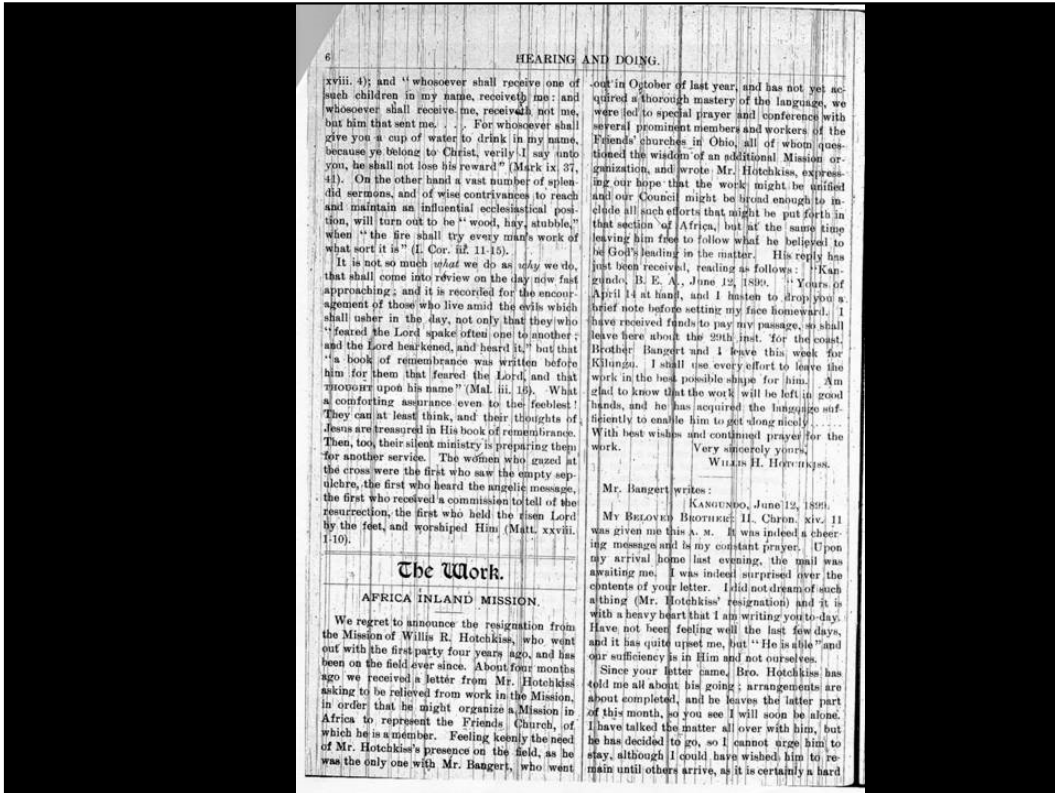 6
HEARING AND DOING.
xviii. 4); and "whosoever shall receive one of
such children in my name, receiveth me: and
whosoever shall receive me, receiveth not me,
but him that sent me. . . . For whosoever shall
give you a cup of water to drink in my name,
because ye belong to Christ, verily I say unto
you, he shall not lose his reward" (Mark ix. 37,
41). On the other hand a vast number of splen-
did sermons, and of wise contrivances to reach
and maintain an influential ecclesiastical posi-
tion, will turn out to be "wood, hay, stubble,"
when "the fire shall try every man's work of
what sort it is" (I. Cor. iii. 11-15).
It is not so much what we do as why we do,
that shall come into review on the day now fast
approaching; and it is recorded for the encour-
agement of those who live amid the evils which
shall usher in the day, not only that they who
"feared the Lord spake often one to another;
and the Lord hearkened, and heard it," but that
"a book of remembrance was written before
him for them that feared the Lord, and that
THOUGHT upon his name" (Mal. iii. 16). What
a comforting assurance even to the feeblest!
They can at least think, and their thoughts of
Jesus are treasured in His book of remembrance.
Then, too, their silent ministry is preparing them
for another service. The women who gazed at
the cross were the first who saw the empty sep-
ulchre, the first who heard the angelic message,
the first who received a commission to tell of the
resurrection, the first who held the risen Lord
by the feet, and worshiped Him (Matt. xxviii.
1-10).
The Work.
AFRICA INLAND MISSION.
We regret to announce the resignation from
the Mission of Willis R. Hotchkiss, who went
out with the first party four years ago, and has
been on the field ever since. About four months
ago we received a letter from Mr. Hotchkiss
asking to be relieved from work in the Mission,
in order that he might organize a Mission in
Africa to represent the Friends Church, of
which he is a member. Feeling keenly the need
of Mr. Hotchkiss's presence on the field, as he
was the only one with Mr. Bangert, who went
out in October of last year, and has not yet ac-
quired a thorough mastery of the language, we
were led to special prayer and conference with
several prominent members and workers of the
Friends' churches in Ohio, all of whom ques-
tioned the wisdom of an additional Mission or-
ganization, and wrote Mr. Hotchkiss, express-
ing our hope that the work might be unified
and our Council might be broad enough to in-
clude all such efforts that might be put forth in
that section of Africa, but at the same time
leaving him free to follow what he believed to
be God's leading in the matter. His reply has
just been received, reading as follows: "Kan-
gundo, B. E. A., June 12, 1899. "Yours of
April 14 at hand, and I hasten to drop you a
brief note before setting my face homeward. I
have received funds to pay my passage, so shall
leave here about the 29th inst. for the coast.
Brother Bangert and I leave this week for
Kilungu. I shall use every effort to leave the
work in the best possible shape for him. Am
glad to know that the work will be left in good
hands, and he has acquired the language suf-
ficiently to enable him to get along nicely . . . .
With best wishes and continued prayer for the
work. Very sincerely yours,
WILLIS H. HOTCHKISS.
Mr. Bangert writes:
KANGUNDO, June 12, 1899.
MY BELOVED BROTHER: II. Chron. xiv. 11
was given me this A. M. It was indeed a cheer-
ing message and is my constant prayer. Upon
my arrival home last evening, the mail was
awaiting me. I was indeed surprised over the
contents of your letter. I did not dream of such
a thing (Mr. Hotchkiss' resignation) and it is
with a heavy heart that I am writing you to-day.
Have not been feeling well the last few days,
and it has quite upset me, but "He is able" and
our sufficiency is in Him and not ourselves.
Since your letter came, Bro. Hotchkiss has
told me all about his going; arrangements are
about completed, and he leaves the latter part
of this month, so you see I will soon be alone.
I have talked the matter all over with him, but
he has decided to go, so I cannot urge him to
stay, although I could have wished him to re-
main until others arrive, as it is certainly a hard